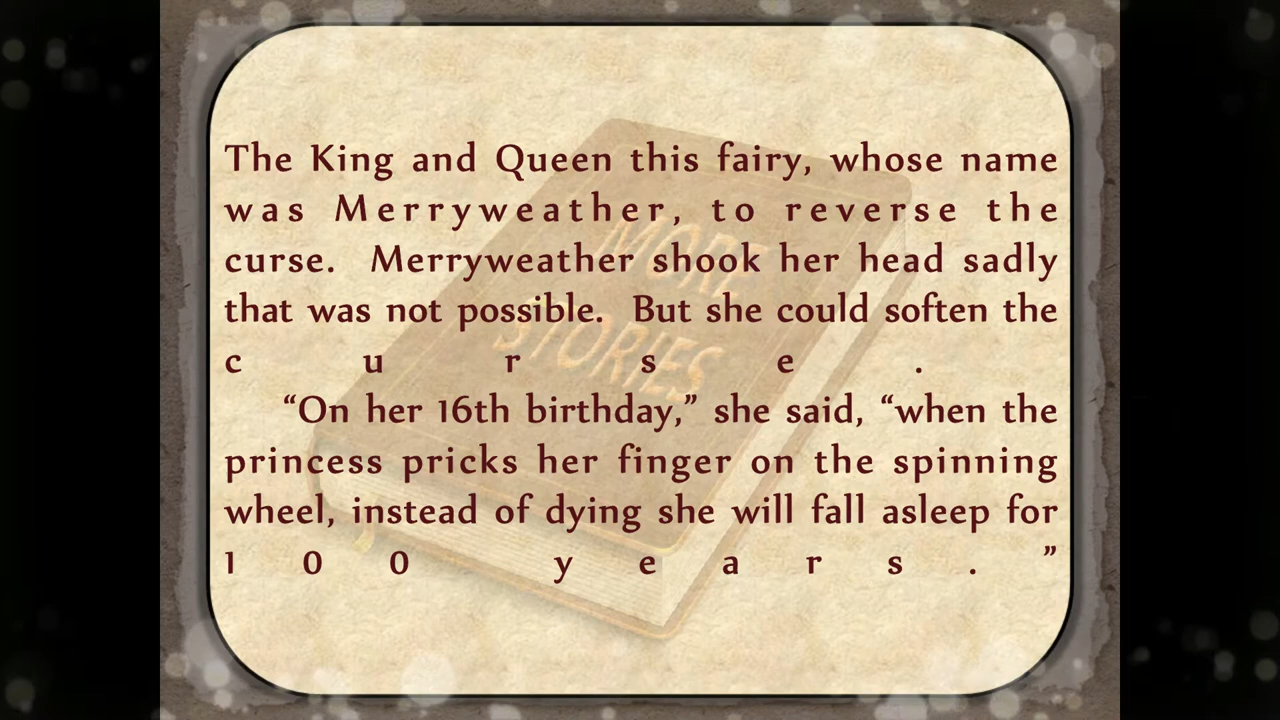 The King and Queen this fairy, whose name
was Merryweather, to reverse the
curse. Merryweather shook her head sadly
that was not possible. But she could soften the
curse.
“On her 16th birthday,” she said, “when the
princess pricks her finger on the spinning
wheel, instead of dying she will fall asleep for
100 years.”
MORE
STORIES